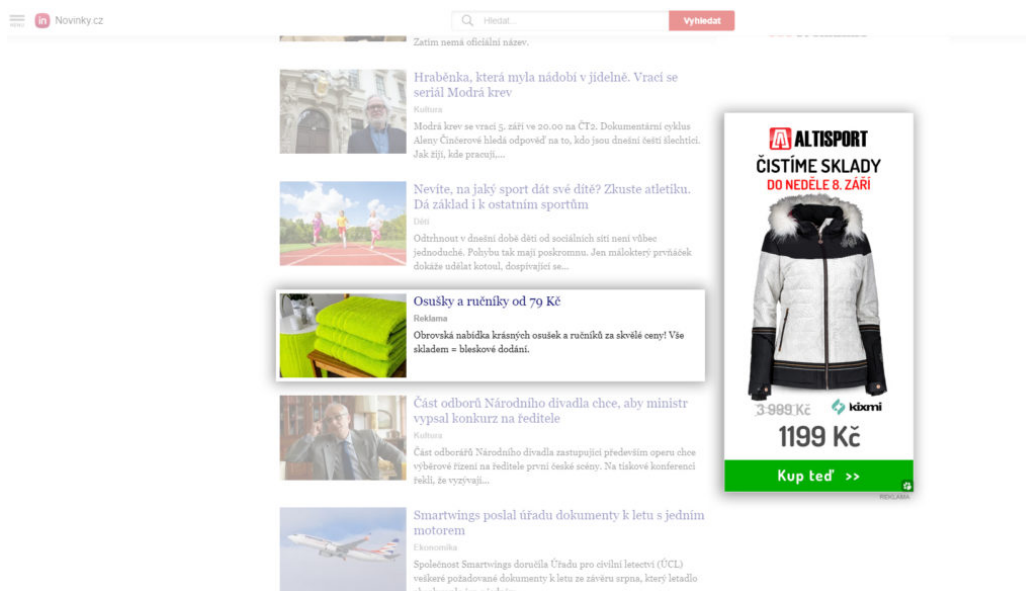 MENU
in Novinky.cz
Hledat...
Vyhledat
Zatím nemá oficiální název.
Hraběnka, která myla nádobí v jídelně. Vrací se
seriál Modrá krev
Kultura
Modrá krev se vrací 5. září ve 20.00 na ČT2. Dokumentární cyklus
Aleny Činčerové hledá odpověď na to, kdo jsou dnešní čeští šlechtici.
Jak žijí, kde pracují,...
Nevíte, na jaký sport dát své dítě? Zkuste atletiku.
Dá základ i k ostatním sportům
Děti
Odtrhnout v dnešní době děti od sociálních sítí není vůbec
jednoduché. Pohybu tak mají poskromnu. Jen málokterý prvňáček
dokáže udělat kotoul, dospívající se...
Osušky a ručníky od 79 Kč
Reklama
Obrovská nabídka krásných osušek a ručníků za skvělé ceny! Vše
skladem = bleskové dodání.
Část odborů Národního divadla chce, aby ministr
vypsal konkurz na ředitele
Kultura
Část odborářů Národního divadla zastupující především operu chce
výběrové řízení na ředitele první české scény. Na tiskové konferenci
řekli, že vyzývají...
Smartwings poslal úřadu dokumenty k letu s jedním
motorem
Ekonomika
Společnost Smartwings doručila Úřadu pro civilní letectví (ÚCL)
veškeré požadované dokumenty k letu ze závěru srpna, který letadlo
ALTISPORT
ČISTÍME SKLADY
DO NEDĚLE 8. ZÁŘÍ
3 999 Kč
kixmi
1199 Kč
Kup teď >>
REKLAMA